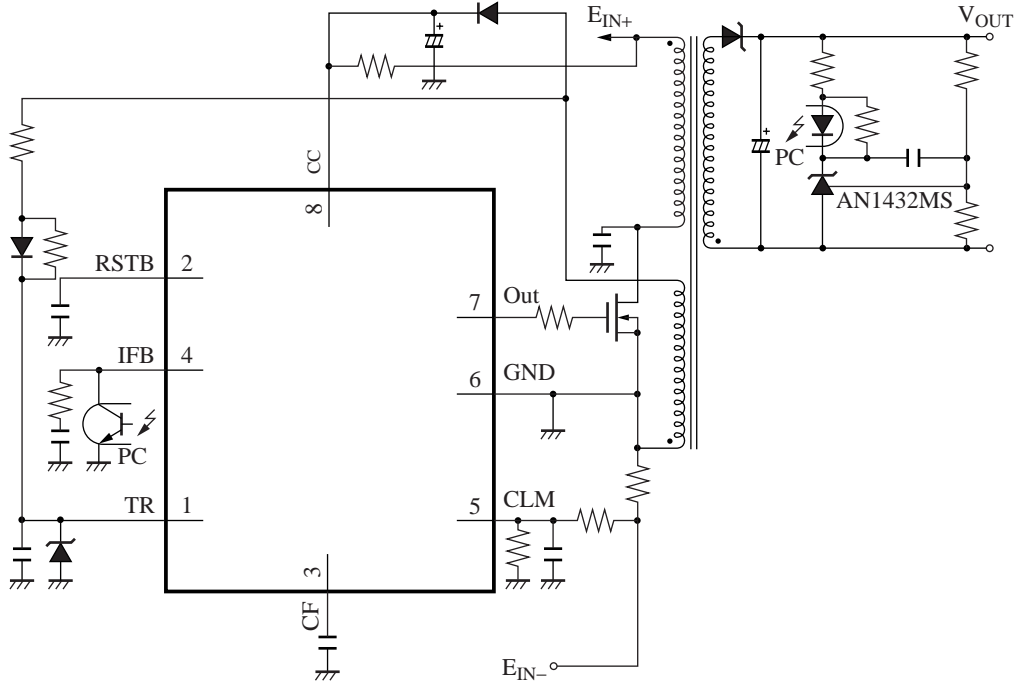 E_IN+
V_OUT
+
+
PC
AN1432MS
CC
8
RSTB 2
7 Out
IFB 4
6 GND
PC
TR 1
5 CLM
3
CF
E_IN−